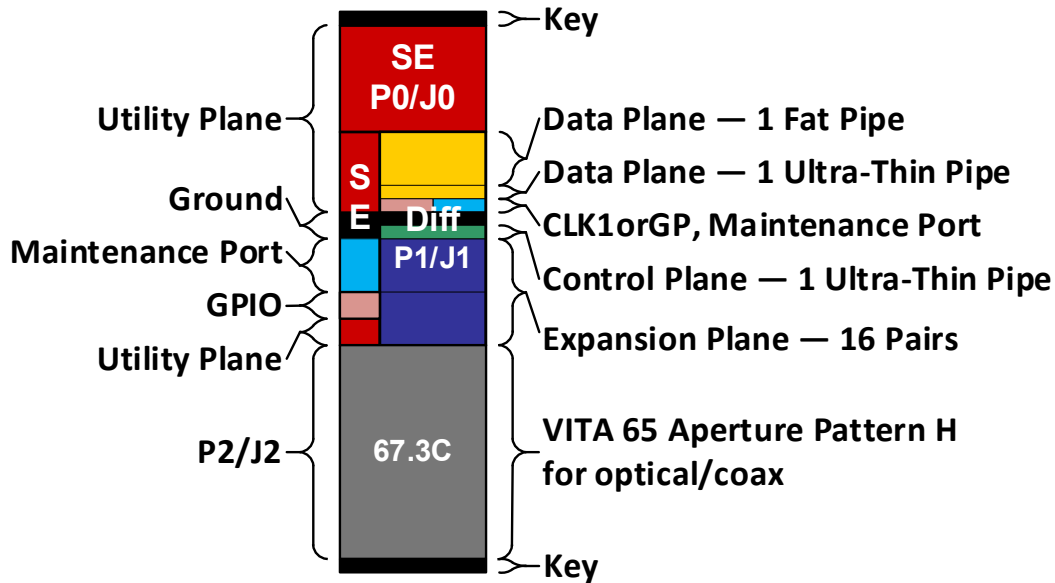 Key
SE
P0/J0
Utility Plane
Data Plane — 1 Fat Pipe
Data Plane — 1 Ultra-Thin Pipe
S
E
Ground
Diff
P1/J1
CLK1orGP, Maintenance Port
Maintenance Port
Control Plane — 1 Ultra-Thin Pipe
GPIO
Expansion Plane — 16 Pairs
Utility Plane
P2/J2
67.3C
VITA 65 Aperture Pattern H
for optical/coax
Key